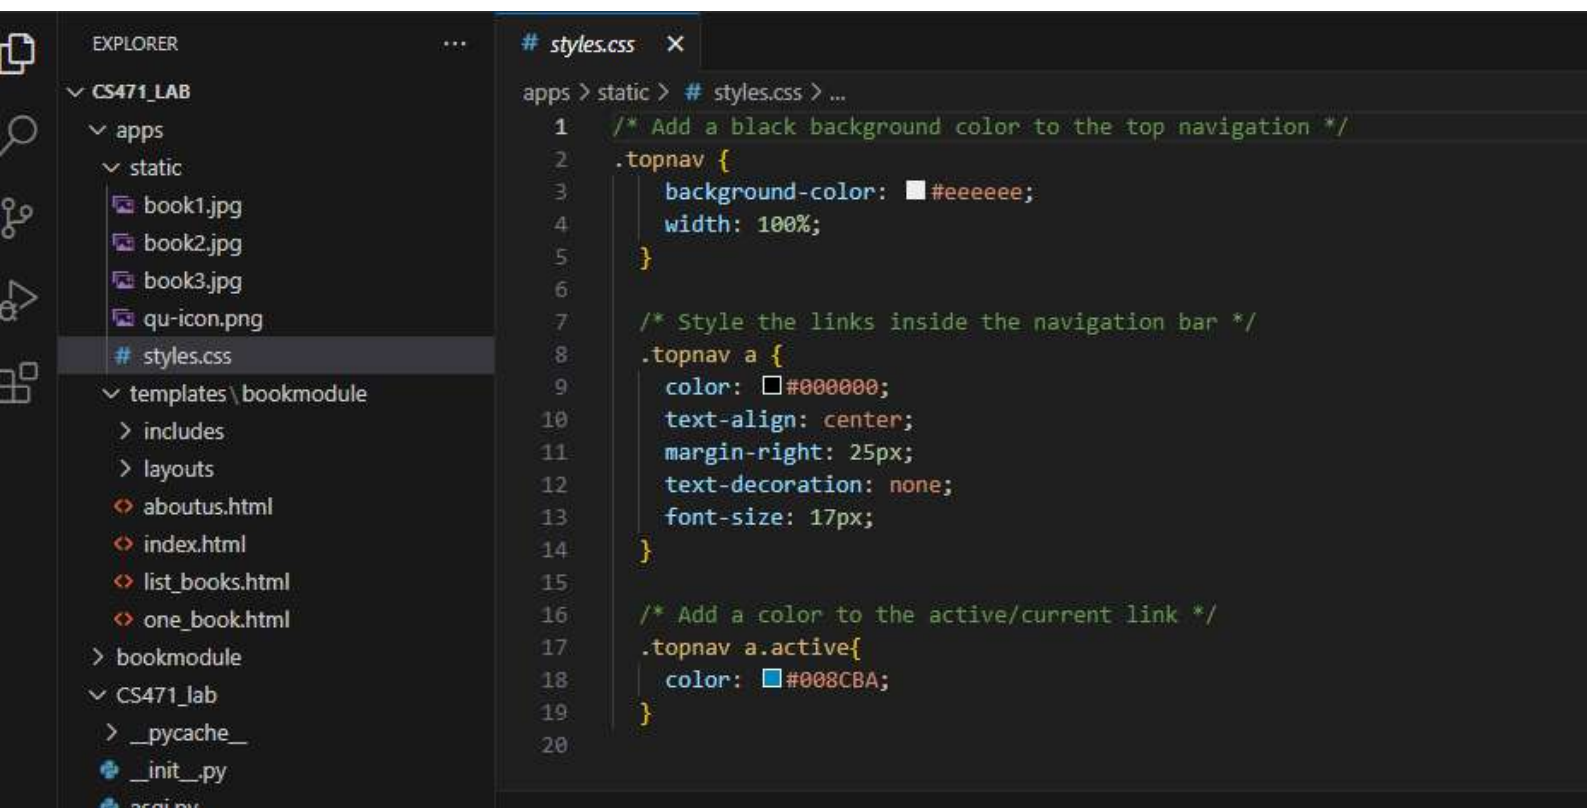 EXPLORER
CS471_LAB
apps
static
book1.jpg
book2.jpg
book3.jpg
qu-icon.png
# styles.css
templates\bookmodule
includes
layouts
aboutus.html
index.html
list_books.html
one_book.html
bookmodule
CS471_lab
__pycache__
__init__.py
asgi.py
# styles.css
apps > static > # styles.css > ...
1 /* Add a black background color to the top navigation */
2 .topnav {
3 background-color: #eeeeee;
4 width: 100%;
5 }
6
7 /* Style the links inside the navigation bar */
8 .topnav a {
9 color: #000000;
10 text-align: center;
11 margin-right: 25px;
12 text-decoration: none;
13 font-size: 17px;
14 }
15
16 /* Add a color to the active/current link */
17 .topnav a.active{
18 color: #008CBA;
19 }
20